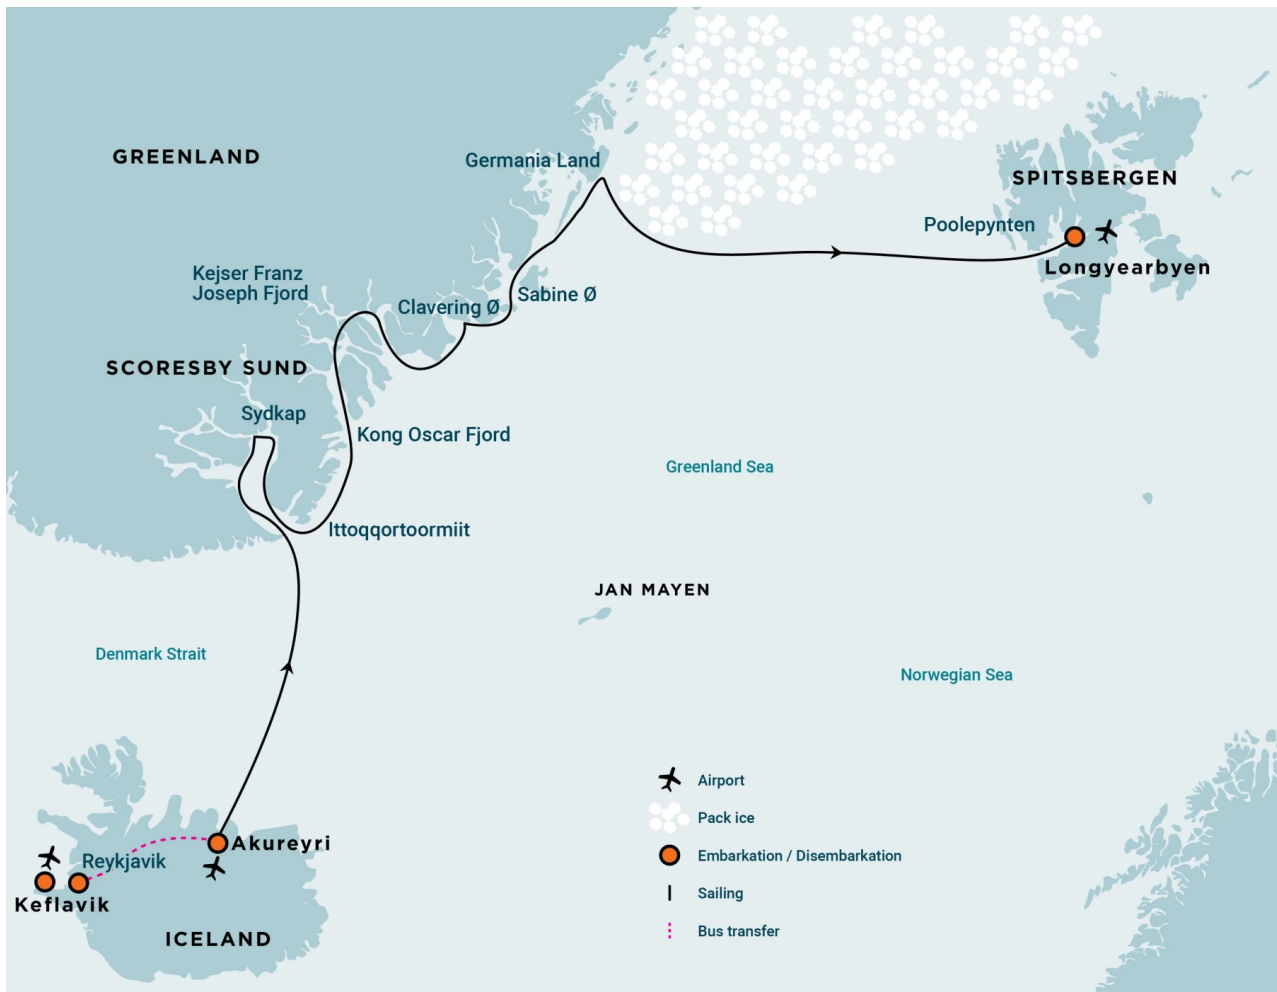 GREENLAND
Germania Land
SPITSBERGEN
Poolepynten
Longyearbyen
Kejser Franz
Joseph Fjord
Clavering Ø
Sabine Ø
SCORESBY SUND
Sydkap
Kong Oscar Fjord
Greenland Sea
Ittoqqortoormiit
JAN MAYEN
Denmark Strait
Norwegian Sea
Airport
Pack ice
Embarkation / Disembarkation
Sailing
Bus transfer
Akureyri
Reykjavik
Keflavik
ICELAND